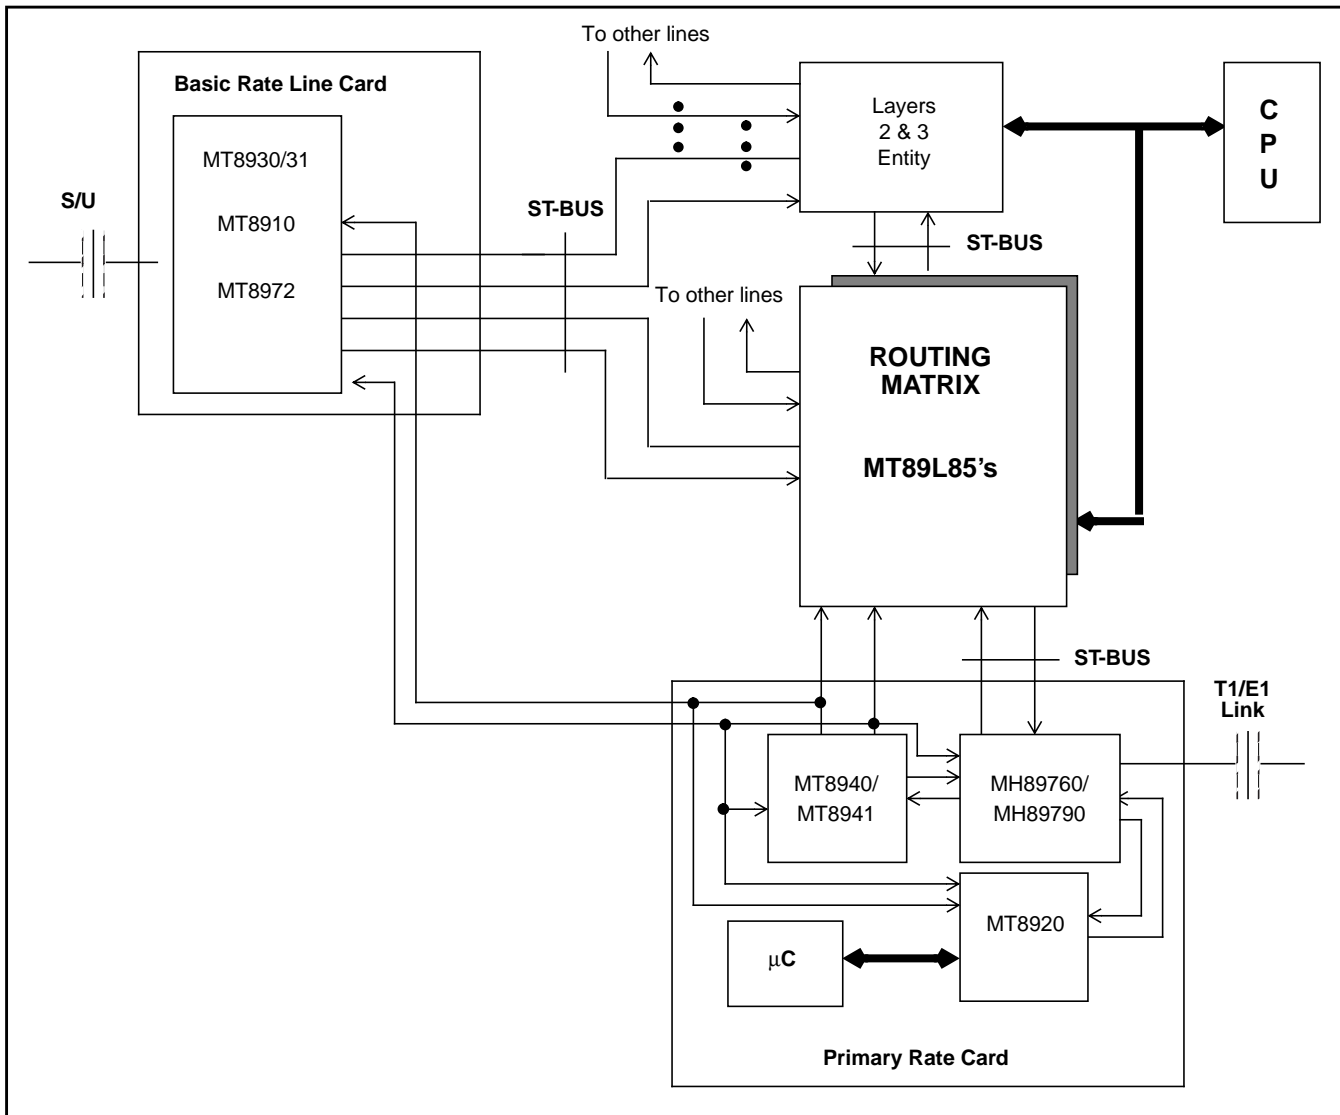 To other lines
Basic Rate Line Card
Layers
2 & 3
Entity
C
P
U
MT8930/31
S/U
MT8910
ST-BUS
ST-BUS
MT8972
To other lines
ROUTING
MATRIX
MT89L85's
ST-BUS
T1/E1
Link
MT8940/
MT8941
MH89760/
MH89790
MT8920
µC
Primary Rate Card